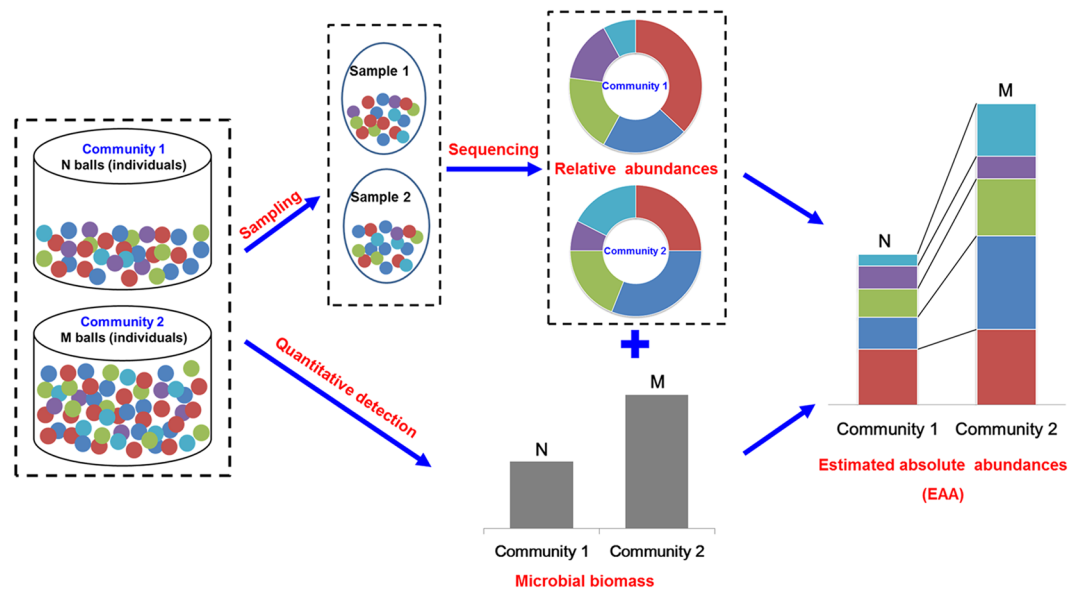 Community 1
N balls (individuals)
Community 2
M balls (individuals)
Sampling
Sample 1
Sample 2
Sequencing
Community 1
Relative abundances
Community 2
+
Quantitative detection
N
M
Community 1
Community 2
Microbial biomass
N
M
Community 1
Community 2
Estimated absolute abundances
(EAA)